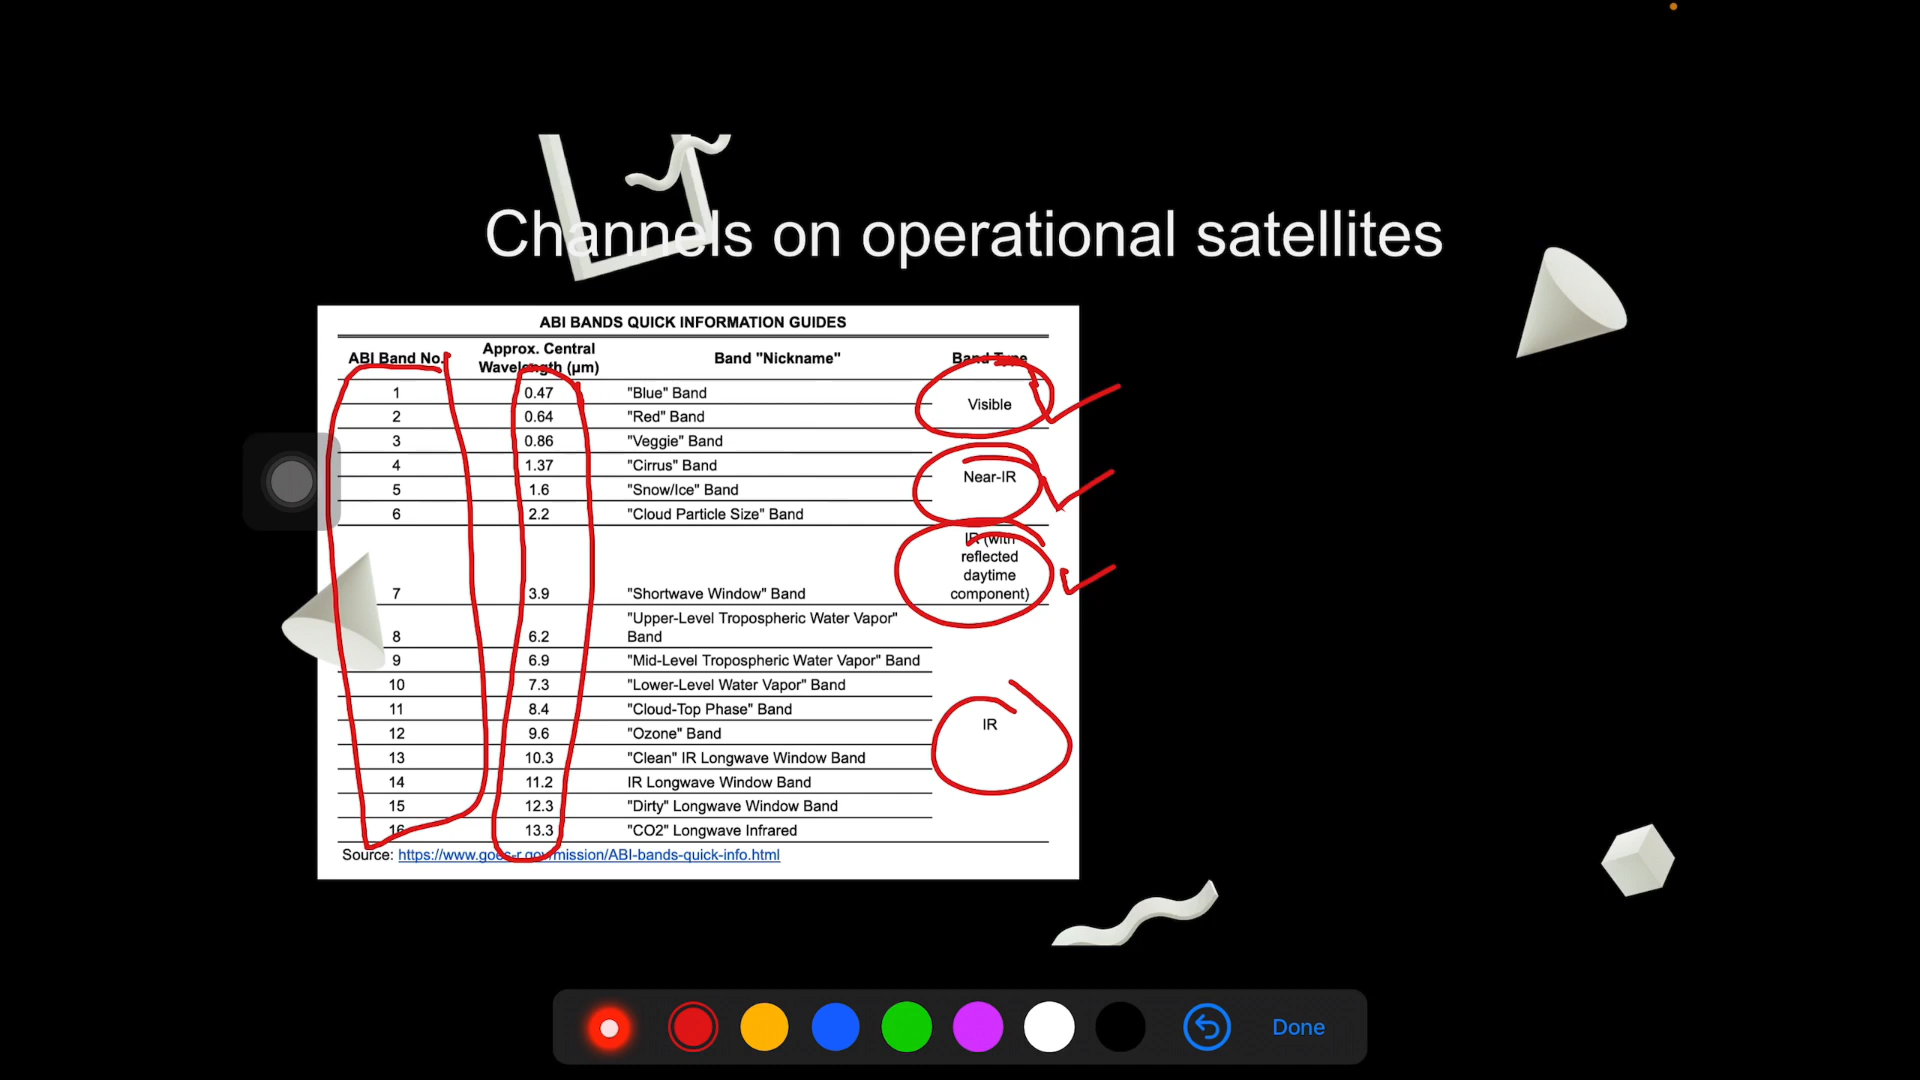 Channels on operational satellites
ABI BANDS QUICK INFORMATION GUIDES
ABI Band No. Approx. Central Wavelength (µm) Band "Nickname" Band Type
1 0.47 "Blue" Band
Visible
2 0.64 "Red" Band
3 0.86 "Veggie" Band
4 1.37 "Cirrus" Band
Near-IR
5 1.6 "Snow/Ice" Band
6 2.2 "Cloud Particle Size" Band
IR (with
reflected
daytime
component)
7 3.9 "Shortwave Window" Band
"Upper-Level Tropospheric Water Vapor"
8 6.2 Band
9 6.9 "Mid-Level Tropospheric Water Vapor" Band
10 7.3 "Lower-Level Water Vapor" Band
11 8.4 "Cloud-Top Phase" Band
IR
12 9.6 "Ozone" Band
13 10.3 "Clean" IR Longwave Window Band
14 11.2 IR Longwave Window Band
15 12.3 "Dirty" Longwave Window Band
16 13.3 "CO2" Longwave Infrared
Source: https://www.goes-r.gov/mission/ABI-bands-quick-info.html
Done